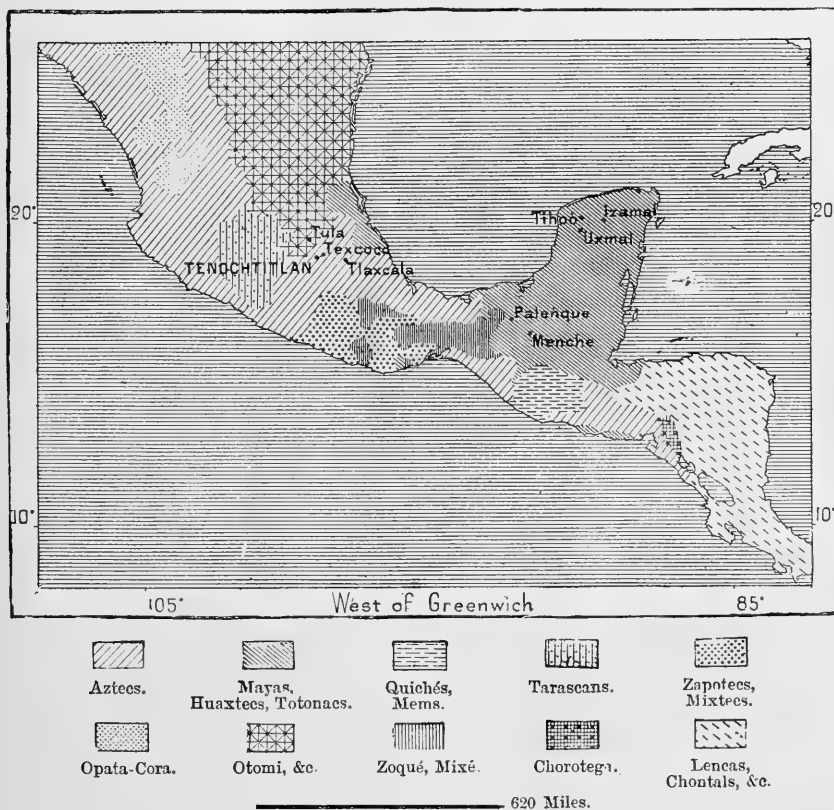 20°
20°
Tihoo
Izamal
Uxmal
Tula
Texcoco
TENOCHTITLAN
Tlaxcala
Palenque
Menche
10°
10°
105°
West of Greenwich
85°
Aztecs.
Mayas,
Huaxtecs, Totonacs.
Quichés,
Mems.
Tarascans.
Zapotecs,
Mixtecs.
Opata-Cora.
Otomi, &c.
Zoqué, Mixé.
Chorotega.
Lencas,
Chontals, &c.
620 Miles.